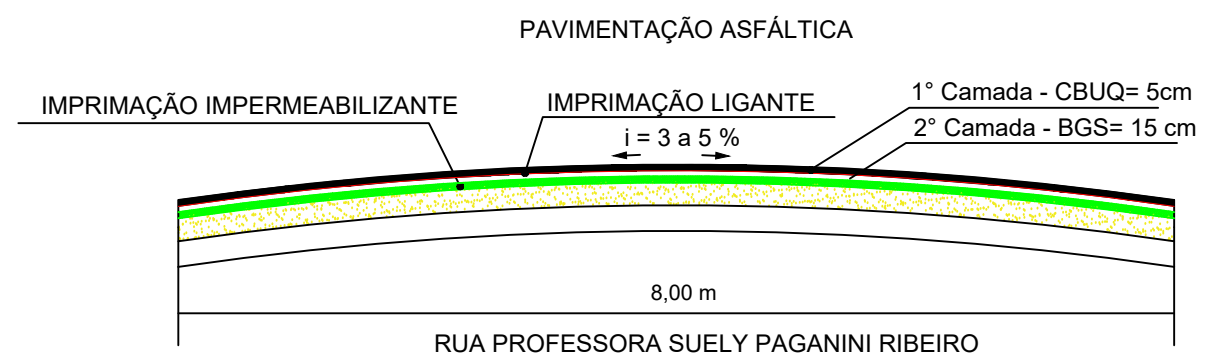 PAVIMENTAÇÃO ASFÁLTICA
IMPRIMAÇÃO IMPERMEABILIZANTE
IMPRIMAÇÃO LIGANTE
1° Camada - CBUQ= 5cm
2° Camada - BGS= 15 cm
i = 3 a 5 %
8,00 m
RUA PROFESSORA SUELY PAGANINI RIBEIRO